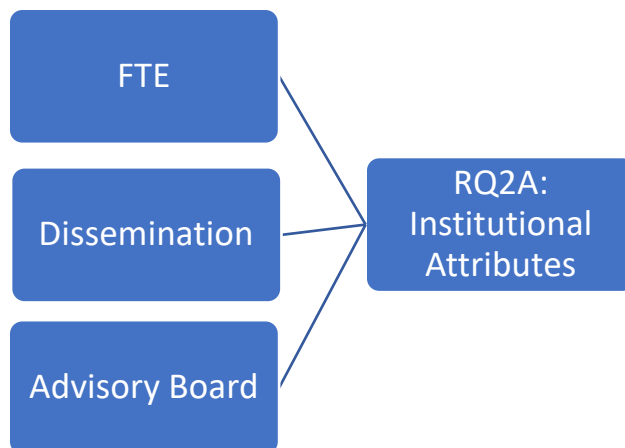 FTE
Dissemination
Advisory Board
RQ2A:
Institutional
Attributes